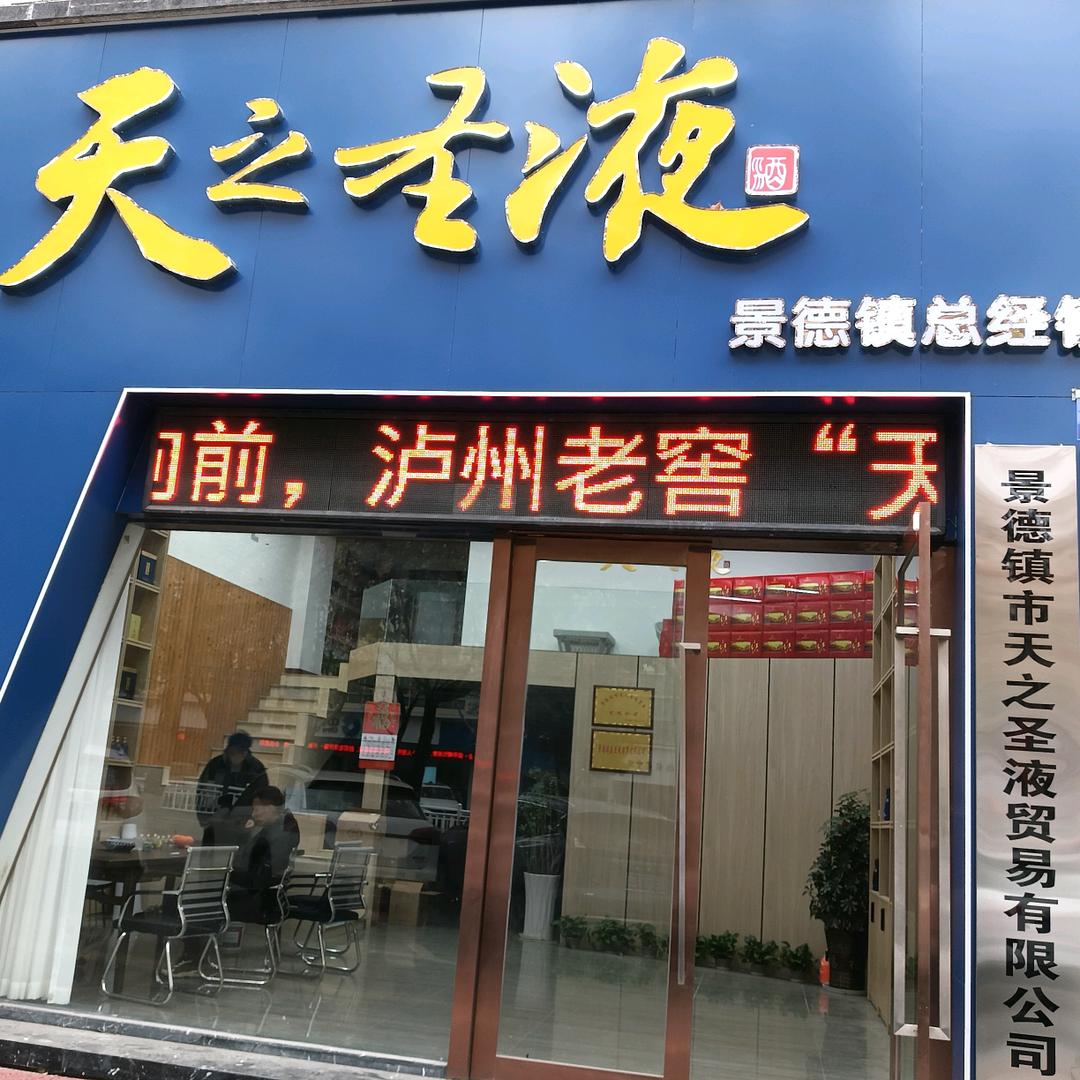 天之圣液
酒
景德镇总经销
前，泸州老窖“天
景德镇市天之圣液贸易有限公司